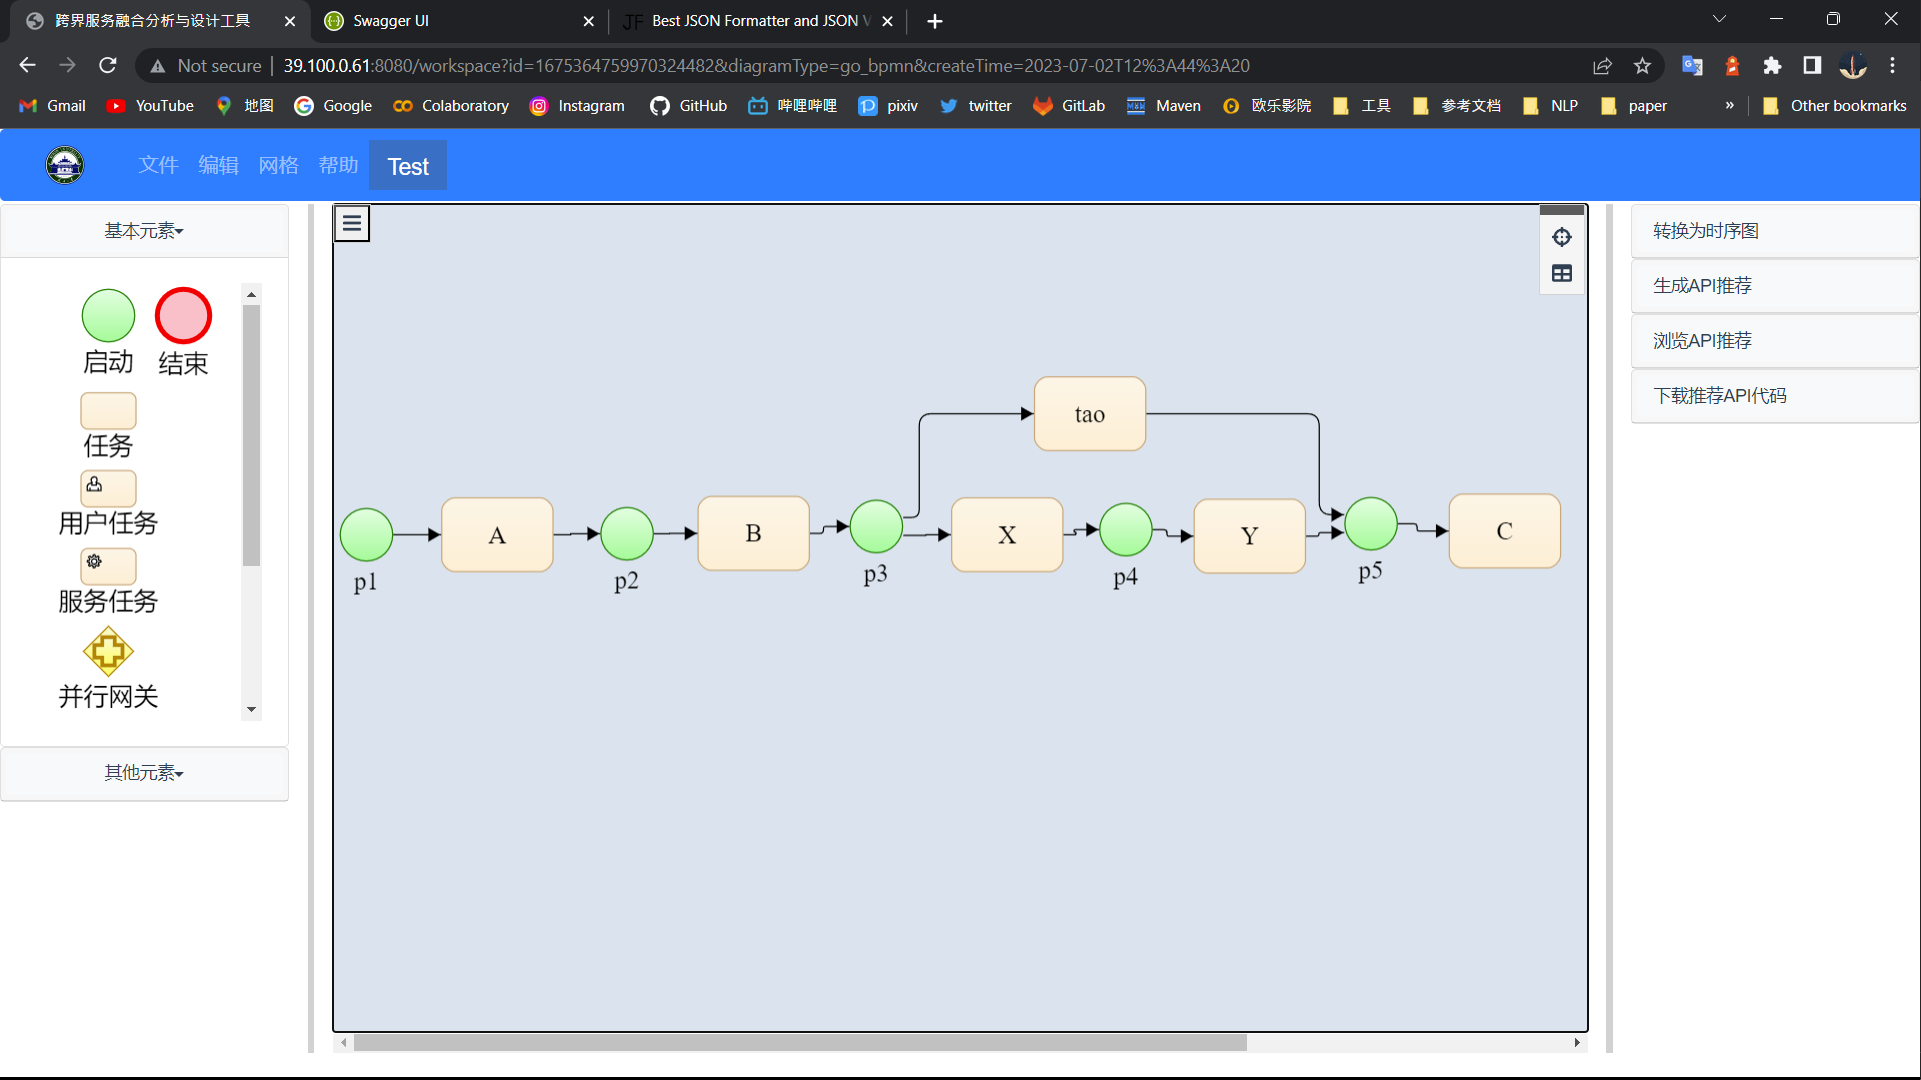 跨界服务融合分析与设计工具
Swagger UI
JF Best JSON Formatter and JSON V
Not secure 39.100.0.61:8080/workspace?id=1675364759970324482&diagramType=go_bpmn&createTime=2023-07-02T12%3A44%3A20
Gmail YouTube 地图 Google Colaboratory Instagram GitHub 哔哩哔哩 pixiv twitter GitLab Maven 欧乐影院 工具 参考文档 NLP paper » Other bookmarks
文件 编辑 网格 帮助 Test
基本元素
启动 结束
任务
用户任务
服务任务
并行网关
其他元素
tao
A B X Y C
p1 p2 p3 p4 p5
转换为时序图
生成API推荐
浏览API推荐
下载推荐API代码